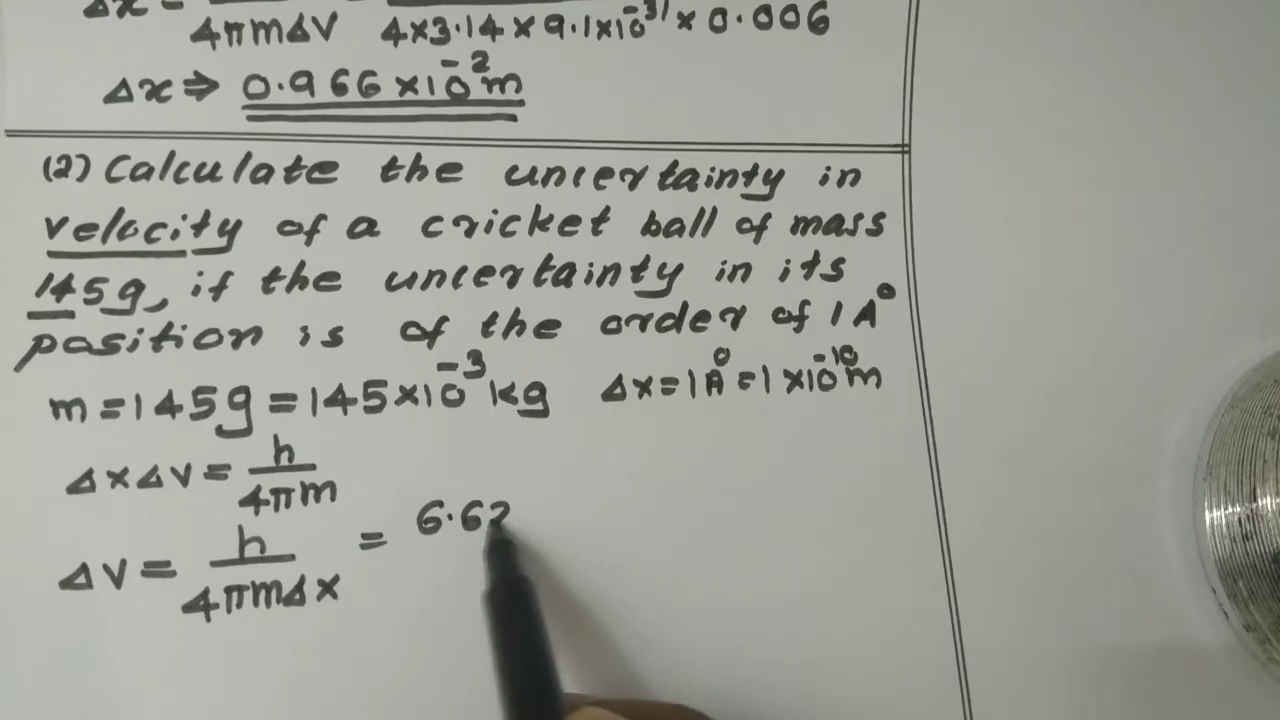 4πmΔV 4×3.14×9.1×10⁻³¹×0.006
Δx ⇒ 0.966×10⁻²m
(2) Calculate the uncertainty in
velocity of a cricket ball of mass
145g, if the uncertainty in its
position is of the order of 1A⁰
m=145g=145×10⁻³kg Δx=1A⁰=1×10⁻¹⁰m
ΔxΔV= h/4πm
ΔV= h/4πmΔx = 6.62